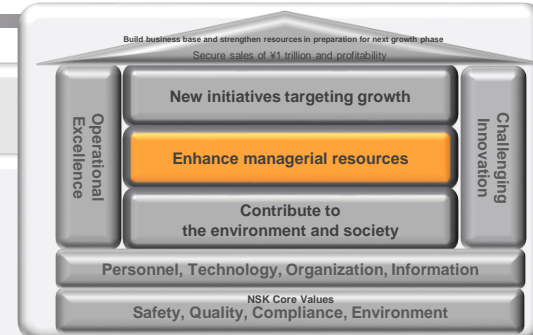 Build business base and strengthen resources in preparation for next growth phase
Secure sales of ¥1 trillion and profitability
Operational
Excellence
New initiatives targeting growth
Enhance managerial resources
Contribute to
the environment and society
Challenging
Innovation
Personnel, Technology, Organization, Information
NSK Core Values
Safety, Quality, Compliance, Environment